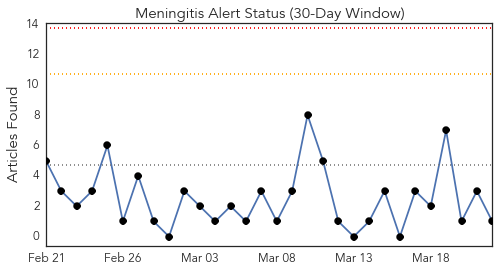 Meningitis Alert Status (30-Day Window)
Articles Found
14
12
10
8
6
4
2
0
Feb 21
Feb 26
Mar 03
Mar 08
Mar 13
Mar 18